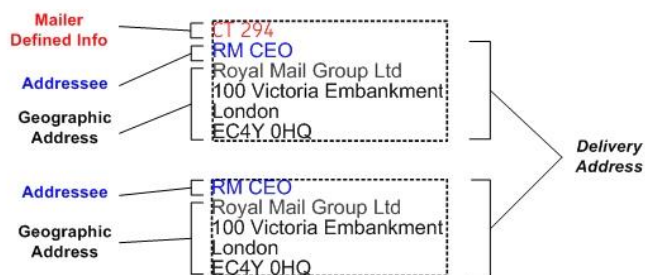 Mailer
Defined Info
CT 294
RM CEO
Addressee
Royal Mail Group Ltd
100 Victoria Embankment
Geographic
Address
London
EC4Y 0HQ
Delivery
Address
Addressee
RM CEO
Royal Mail Group Ltd
Geographic
Address
100 Victoria Embankment
London
EC4Y 0HQ